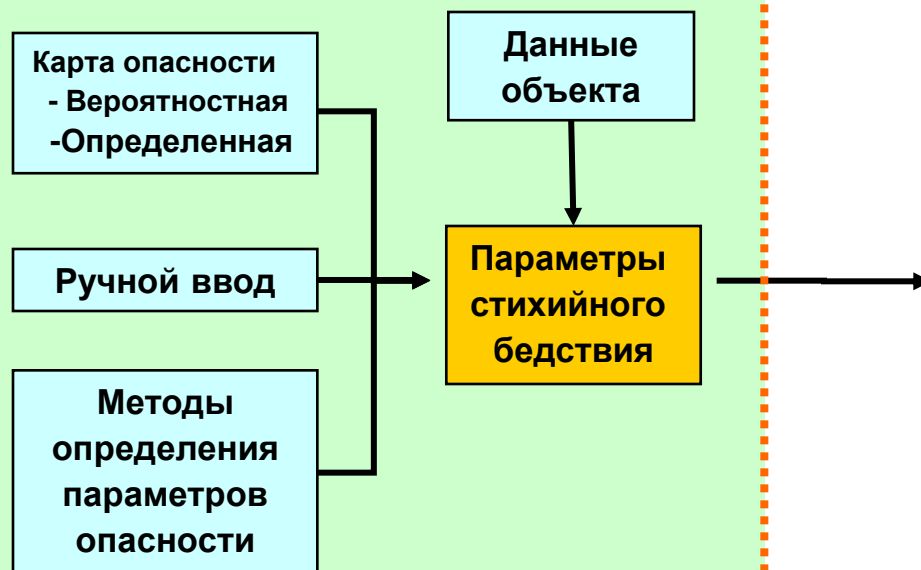 Карта опасности
- Вероятностная
-Определенная
Данные
объекта
Ручной ввод
Параметры
стихийного
бедствия
Методы
определения
параметров
опасности